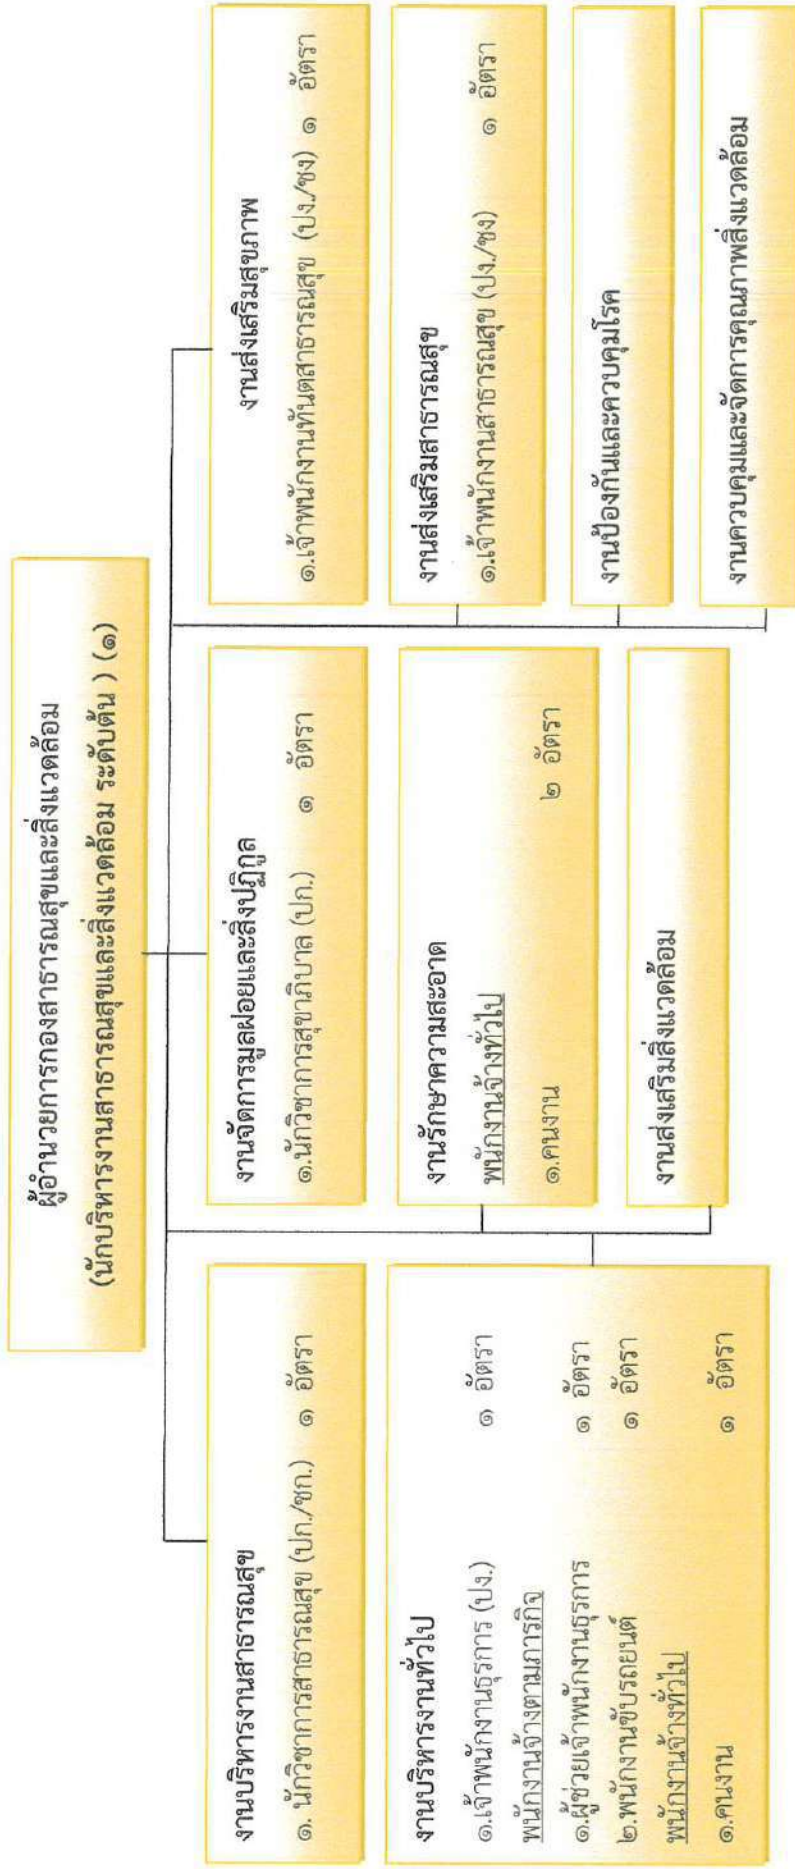 ผู้อำนวยการกองสาธารณสุขและสิ่งแวดล้อม
(นักบริหารงานสาธารณสุขและสิ่งแวดล้อม ระดับต้น ) (๑)
งานบริหารงานสาธารณสุข
๑. นักวิชาการสาธารณสุข (ปก./ชก.) ๑ อัตรา
งานบริหารงานทั่วไป
๑.เจ้าพนักงานธุรการ (ปง.) ๑ อัตรา
พนักงานจ้างตามภารกิจ
๑.ผู้ช่วยเจ้าพนักงานธุรการ ๑ อัตรา
๒.พนักงานขับรถยนต์ ๑ อัตรา
พนักงานจ้างทั่วไป
๑.คนงาน ๑ อัตรา
งานจัดการมูลฝอยและสิ่งปฏิกูล
๑.นักวิชาการสุขาภิบาล (ปก.) ๑ อัตรา
งานรักษาความสะอาด
พนักงานจ้างทั่วไป
๑.คนงาน ๒ อัตรา
งานส่งเสริมสิ่งแวดล้อม
งานส่งเสริมสุขภาพ
๑.เจ้าพนักงานทันตสาธารณสุข (ปง./ชง) ๑ อัตรา
งานส่งเสริมสาธารณสุข
๑.เจ้าพนักงานสาธารณสุข (ปง./ชง) ๑ อัตรา
งานป้องกันและควบคุมโรค
งานควบคุมและจัดการคุณภาพสิ่งแวดล้อม